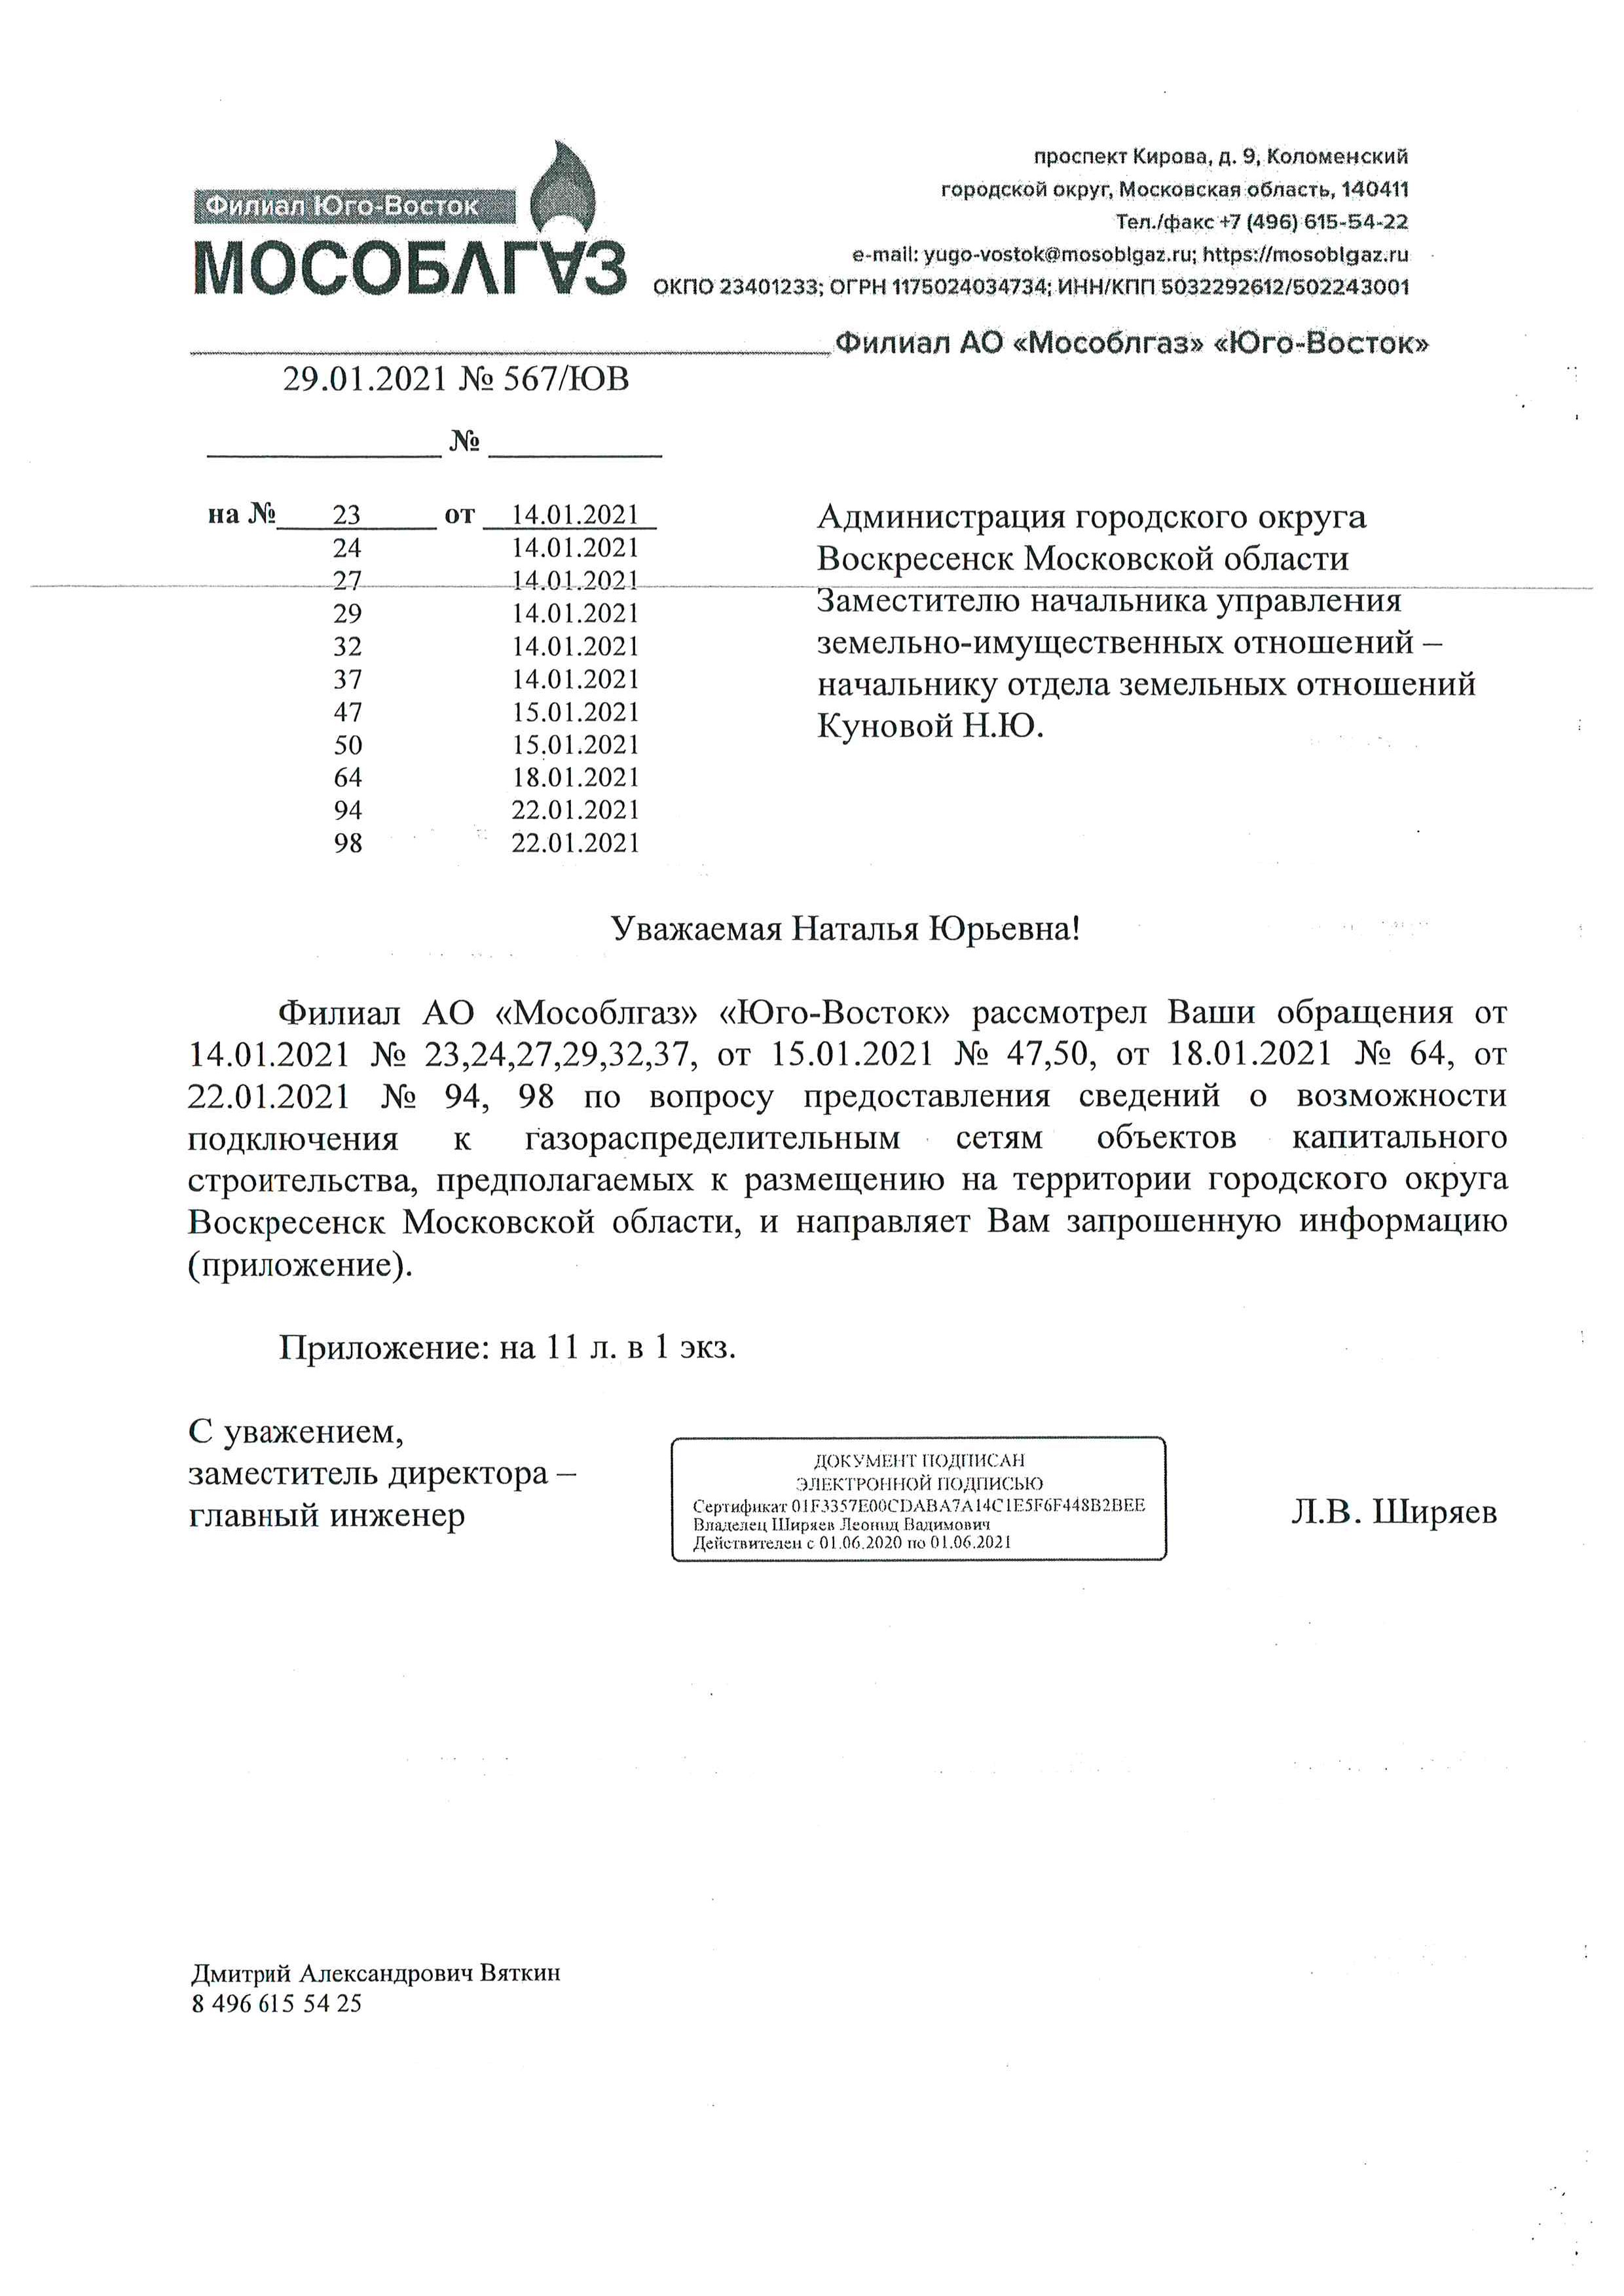 Филиал Юго-Восток
МОСОБЛГАЗ
проспект Кирова, д. 9, Коломенский
городской округ, Московская область, 140411
Тел./факс +7 (496) 615-54-22
e-mail: yugo-vostok@mosoblgaz.ru; https://mosoblgaz.ru
ОКПО 23401233; ОГРН 1175024034734; ИНН/КПП 5032292612/502243001
Филиал АО «Мособлгаз» «Юго-Восток»
29.01.2021 № 567/ЮВ
№
на № 23 от 14.01.2021
24 14.01.2021
27 14.01.2021
29 14.01.2021
32 14.01.2021
37 14.01.2021
47 15.01.2021
50 15.01.2021
64 18.01.2021
94 22.01.2021
98 22.01.2021
Администрация городского округа
Воскресенск Московской области
Заместителю начальника управления
земельно-имущественных отношений –
начальнику отдела земельных отношений
Куновой Н.Ю.
Уважаемая Наталья Юрьевна!
Филиал АО «Мособлгаз» «Юго-Восток» рассмотрел Ваши обращения от
14.01.2021 № 23,24,27,29,32,37, от 15.01.2021 № 47,50, от 18.01.2021 № 64, от
22.01.2021 № 94, 98 по вопросу предоставления сведений о возможности
подключения к газораспределительным сетям объектов капитального
строительства, предполагаемых к размещению на территории городского округа
Воскресенск Московской области, и направляет Вам запрошенную информацию
(приложение).
Приложение: на 11 л. в 1 экз.
С уважением,
заместитель директора –
главный инженер
ДОКУМЕНТ ПОДПИСАН
ЭЛЕКТРОННОЙ ПОДПИСЬЮ
Сертификат 01F3357E00CDABA7A14C1E5F6F448B2BEE
Владелец Ширяев Леонид Вадимович
Действителен с 01.06.2020 по 01.06.2021
Л.В. Ширяев
Дмитрий Александрович Вяткин
8 496 615 54 25